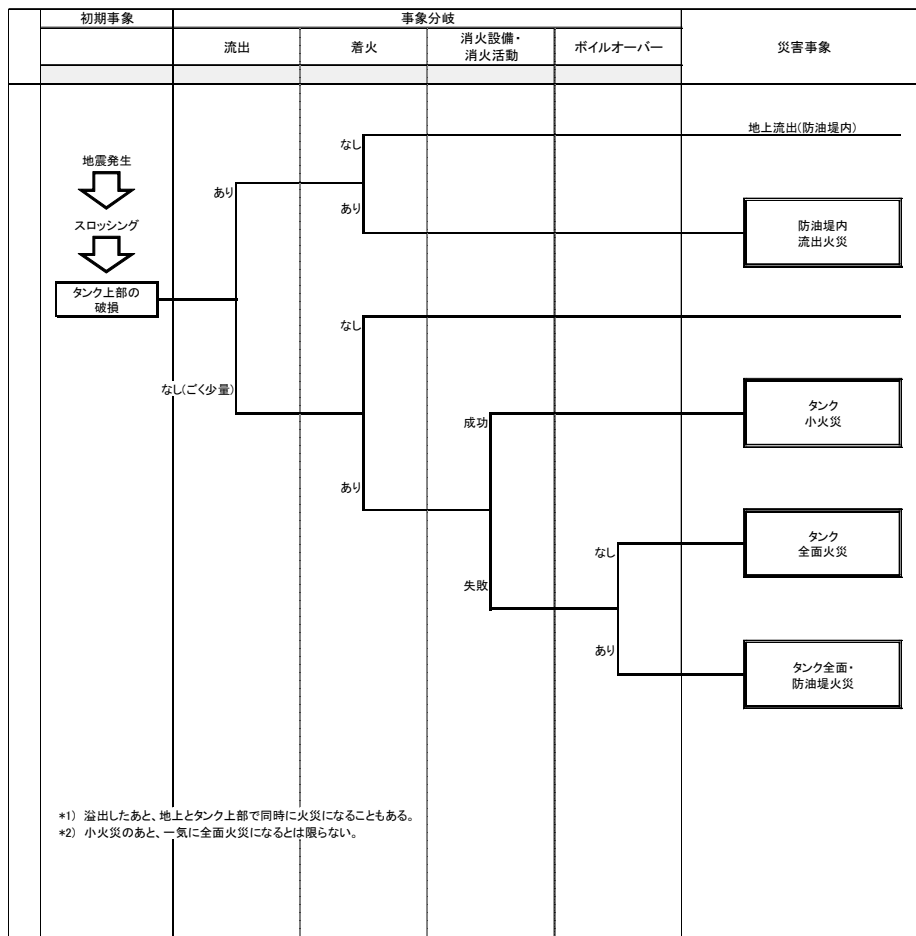 初期事象
事象分岐
流出
着火
消火設備・
消火活動
ボイルオーバー
災害事象
地震発生
スロッシング
タンク上部の
破損
あり
なし(ごく少量)
なし
あり
なし
あり
成功
失敗
なし
あり
地上流出(防油堤内)
防油堤内
流出火災
タンク
小火災
タンク
全面火災
タンク全面・
防油堤火災
*1) 溢出したあと、地上とタンク上部で同時に火災になることもある。
*2) 小火災のあと、一気に全面火災になるとは限らない。